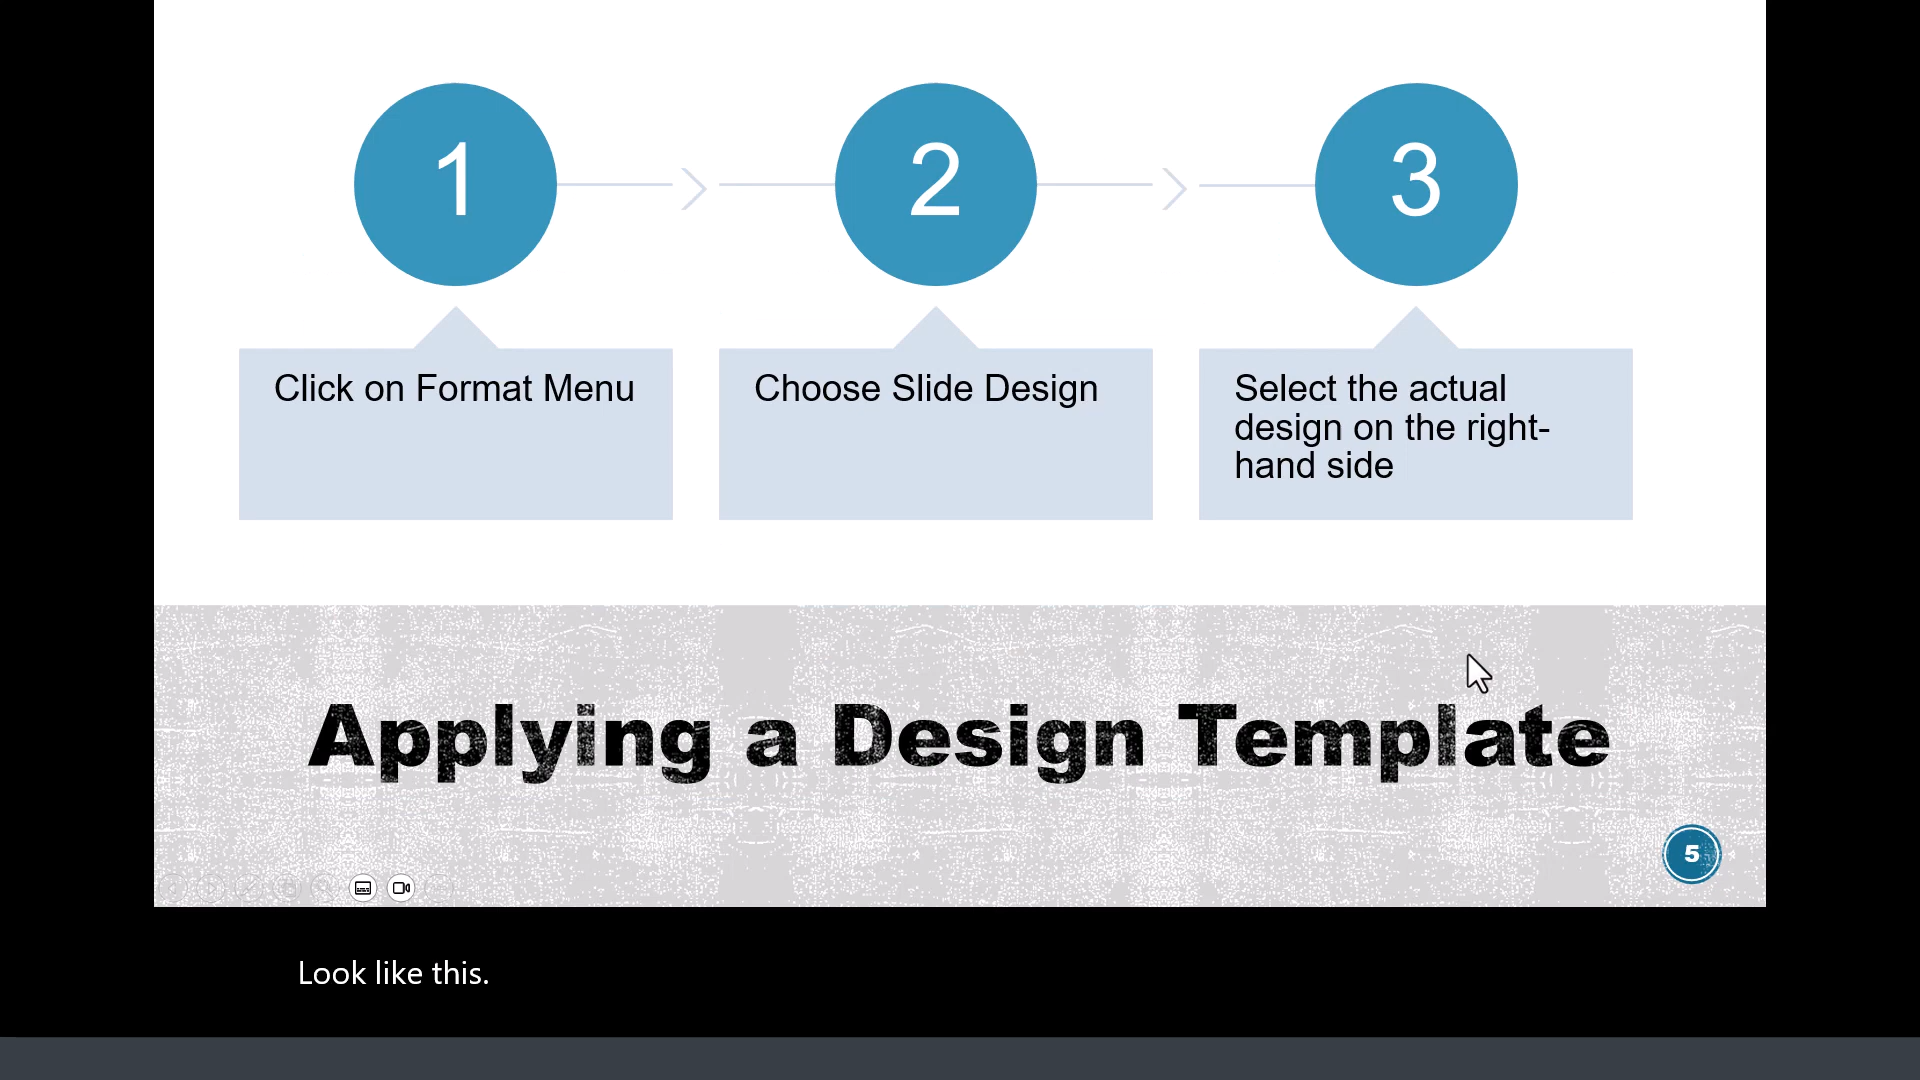 1
2
3
Click on Format Menu
Choose Slide Design
Select the actual
design on the right-
hand side
Applying a Design Template
5
Look like this.